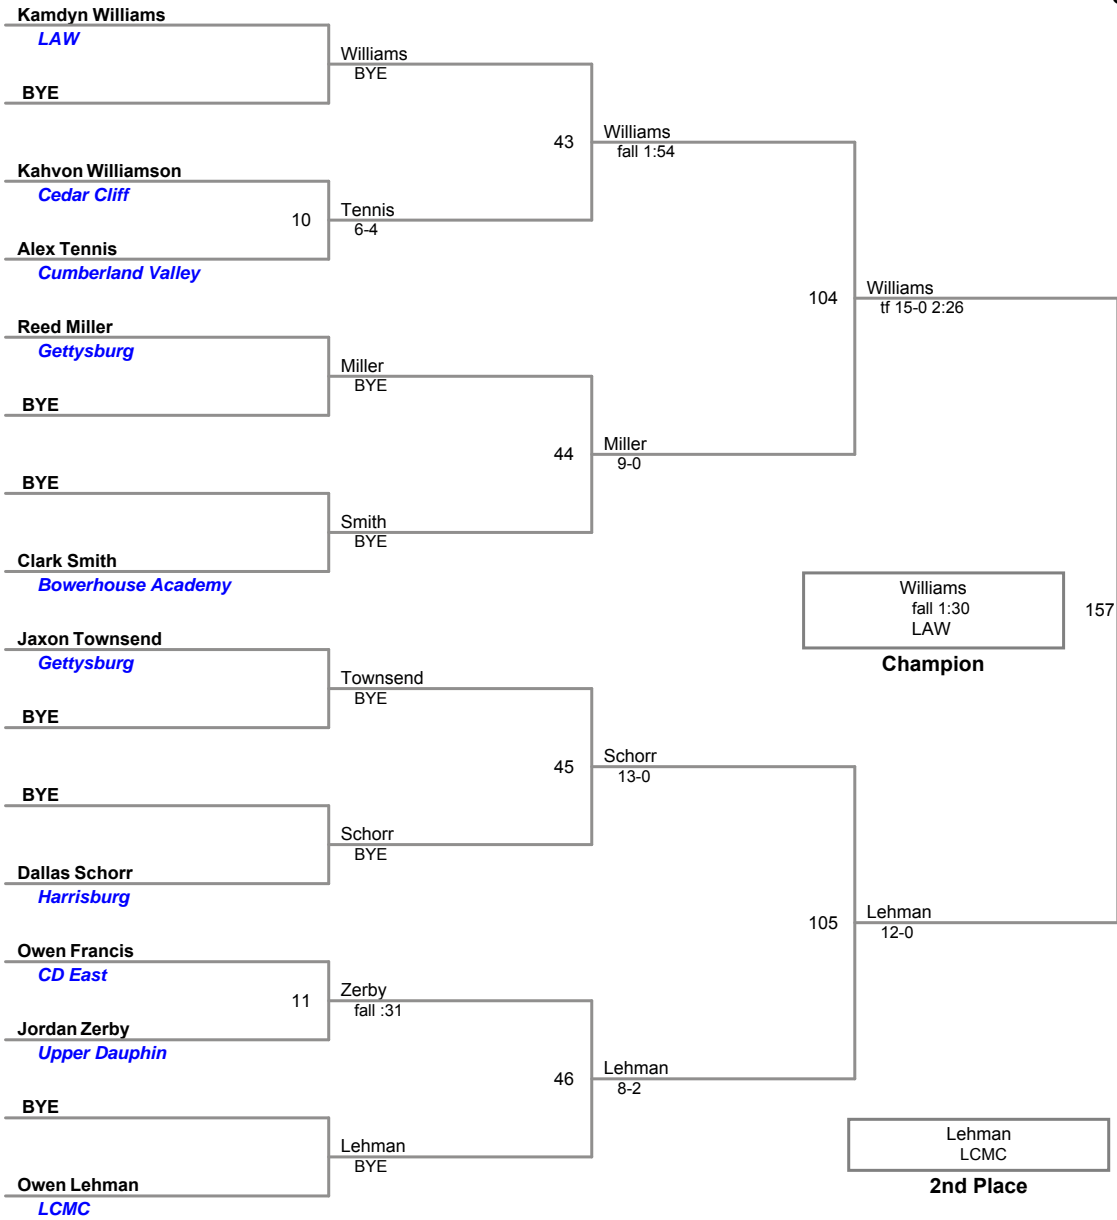 Kamdyn Williams
LAW
BYE
Kahvon Williamson
Cedar Cliff
Alex Tennis
Cumberland Valley
Reed Miller
Gettysburg
BYE
BYE
Clark Smith
Bowerhouse Academy
Jaxon Townsend
Gettysburg
BYE
BYE
Dallas Schorr
Harrisburg
Owen Francis
CD East
Jordan Zerby
Upper Dauphin
BYE
Owen Lehman
LCMC
Williams
BYE
10
Tennis
6-4
Miller
BYE
Smith
BYE
Townsend
BYE
Schorr
BYE
11
Zerby
fall :31
Lehman
BYE
43
Williams
fall 1:54
44
Miller
9-0
45
Schorr
13-0
46
Lehman
8-2
104
Williams
tf 15-0 2:26
105
Lehman
12-0
157
Williams
fall 1:30
LAW
Champion
Lehman
LCMC
2nd Place